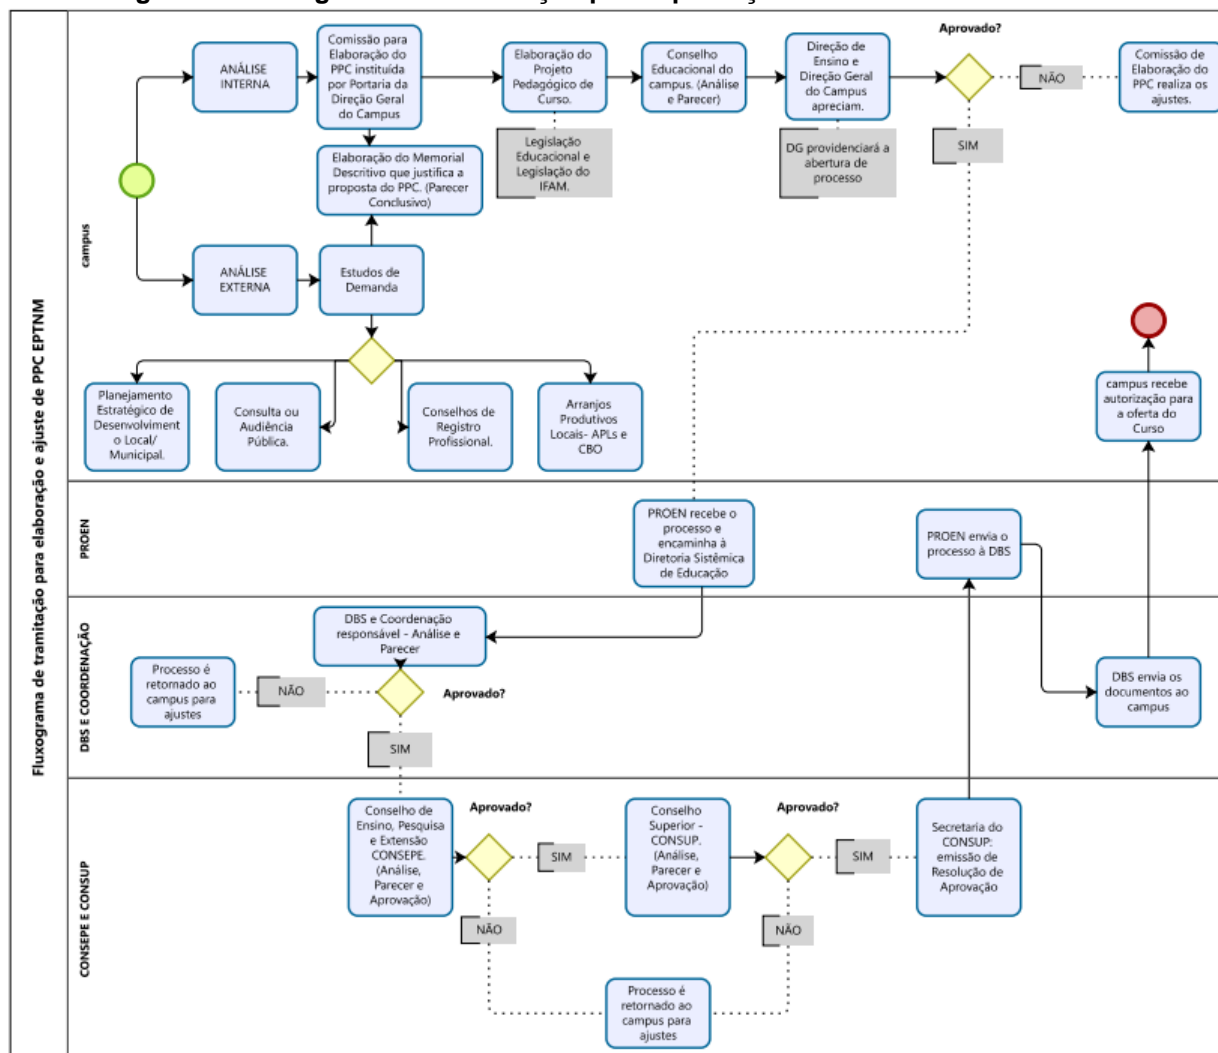 Fluxograma de tramitação para elaboração e ajuste de PPC EPTNM
campus
ANÁLISE
INTERNA
Comissão para
Elaboração do
PPC instituída
por Portaria da
Direção Geral
do Campus
Elaboração do
Projeto
Pedagógico de
Curso.
Conselho
Educacional do
campus. (Análise
e Parecer)
Direção de
Ensino e
Direção Geral
do Campus
apreciam.
Aprovado?
NÃO
Comissão de
Elaboração do
PPC realiza os
ajustes.
Legislação
Educacional e
Legislação do
IFAM.
DG providenciará a
abertura de
processo
SIM
Elaboração do Memorial
Descritivo que justifica a
proposta do PPC. (Parecer
Conclusivo)
ANÁLISE
EXTERNA
Estudos de
Demanda
Planejamento
Estratégico de
Desenvolviment
o Local/
Municipal.
Consulta ou
Audiência
Pública.
Conselhos de
Registro
Profissional.
Arranjos
Produtivos
Locais- APLs e
CBO
campus recebe
autorização para
a oferta do
Curso
PROEN
PROEN recebe o
processo e
encaminha à
Diretoria Sistêmica
de Educação
PROEN envia o
processo à DBS
DBS E COORDENAÇÃO
DBS e Coordenação
responsável - Análise e
Parecer
Processo é
retornado ao
campus para
ajustes
NÃO
Aprovado?
SIM
DBS envia os
documentos ao
campus
CONSEPE E CONSUP
Conselho de
Ensino, Pesquisa
e Extensão
CONSEPE.
(Análise,
Parecer e
Aprovação)
Aprovado?
SIM
NÃO
Conselho
Superior -
CONSUP.
(Análise,
Parecer e
Aprovação)
Aprovado?
SIM
NÃO
Secretaria do
CONSUP:
emissão de
Resolução de
Aprovação
Processo é
retornado ao
campus para
ajustes